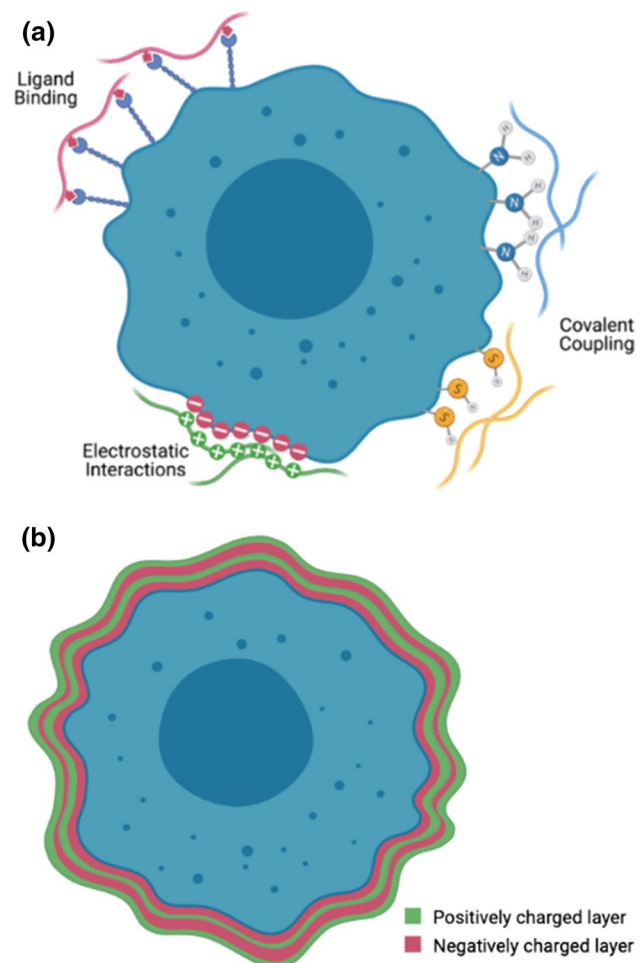 (a)
Ligand
Binding
H
N
H
H
N
H
H
N
H
Covalent
Coupling
S
H
S
H
S
H
Electrostatic
Interactions
(b)
Positively charged layer
Negatively charged layer